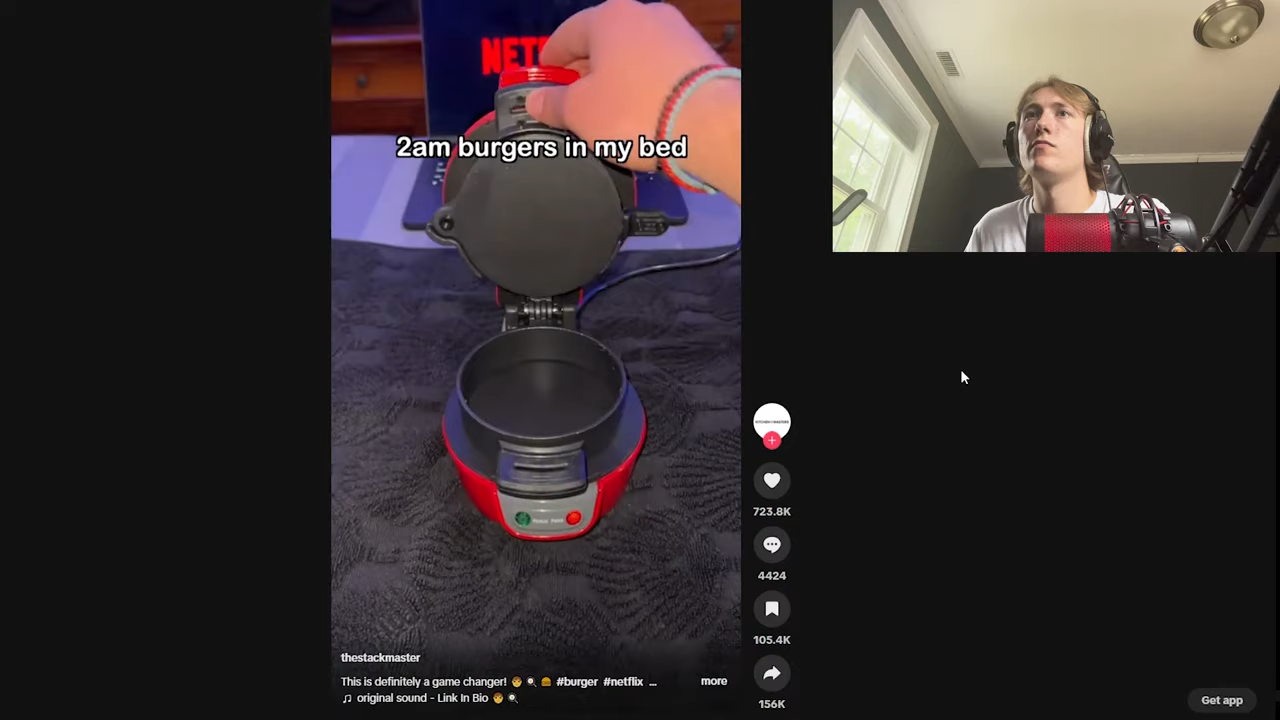 2am burgers in my bed
723.8K
4424
105.4K
156K
thestackmaster
This is definitely a game changer! 👨‍🍳 🍳 🍔 #burger #netflix ... more
original sound - Link In Bio 👨‍🍳 🍳
Get app